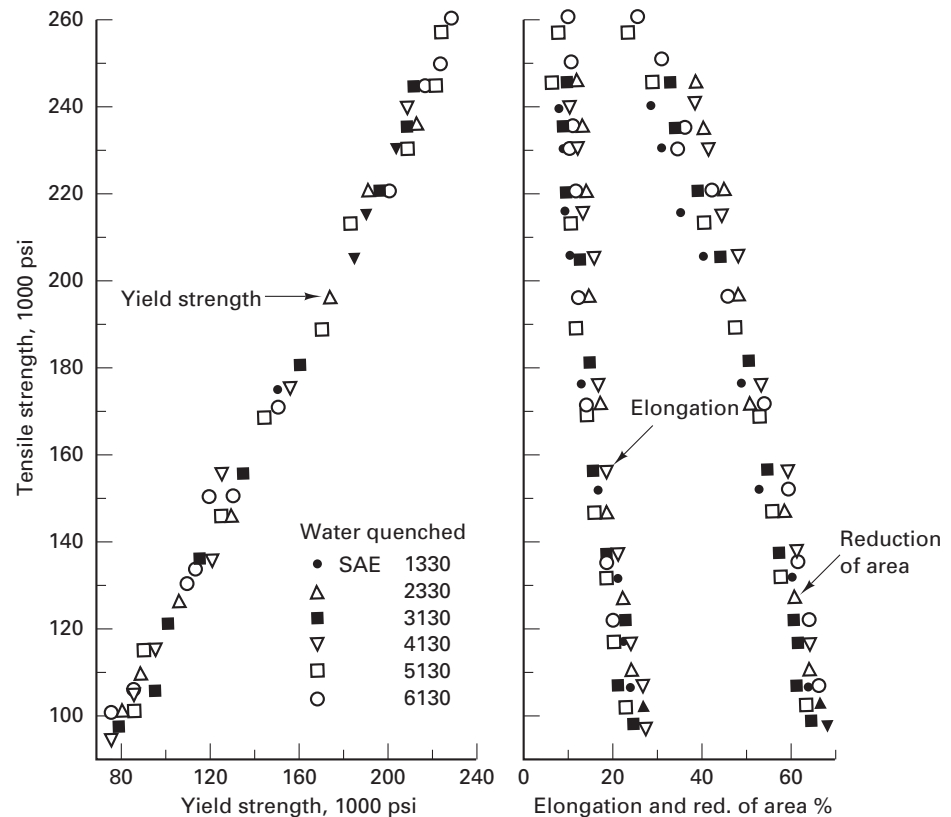 260
240
220
200
180
160
140
120
100
Tensile strength, 1000 psi
Yield strength
Water quenched
SAE 1330
2330
3130
4130
5130
6130
80 120 160 200 240
Yield strength, 1000 psi
Elongation
Reduction
of area
0 20 40 60
Elongation and red. of area %